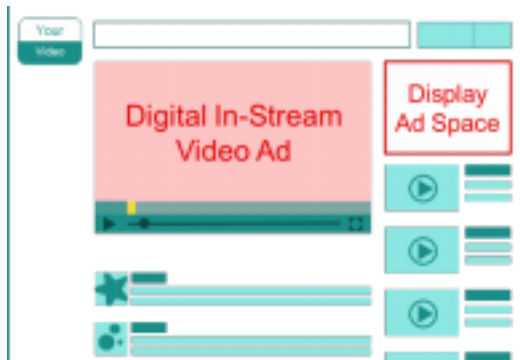 Your
Video
Digital In-Stream
Video Ad
Display
Ad Space